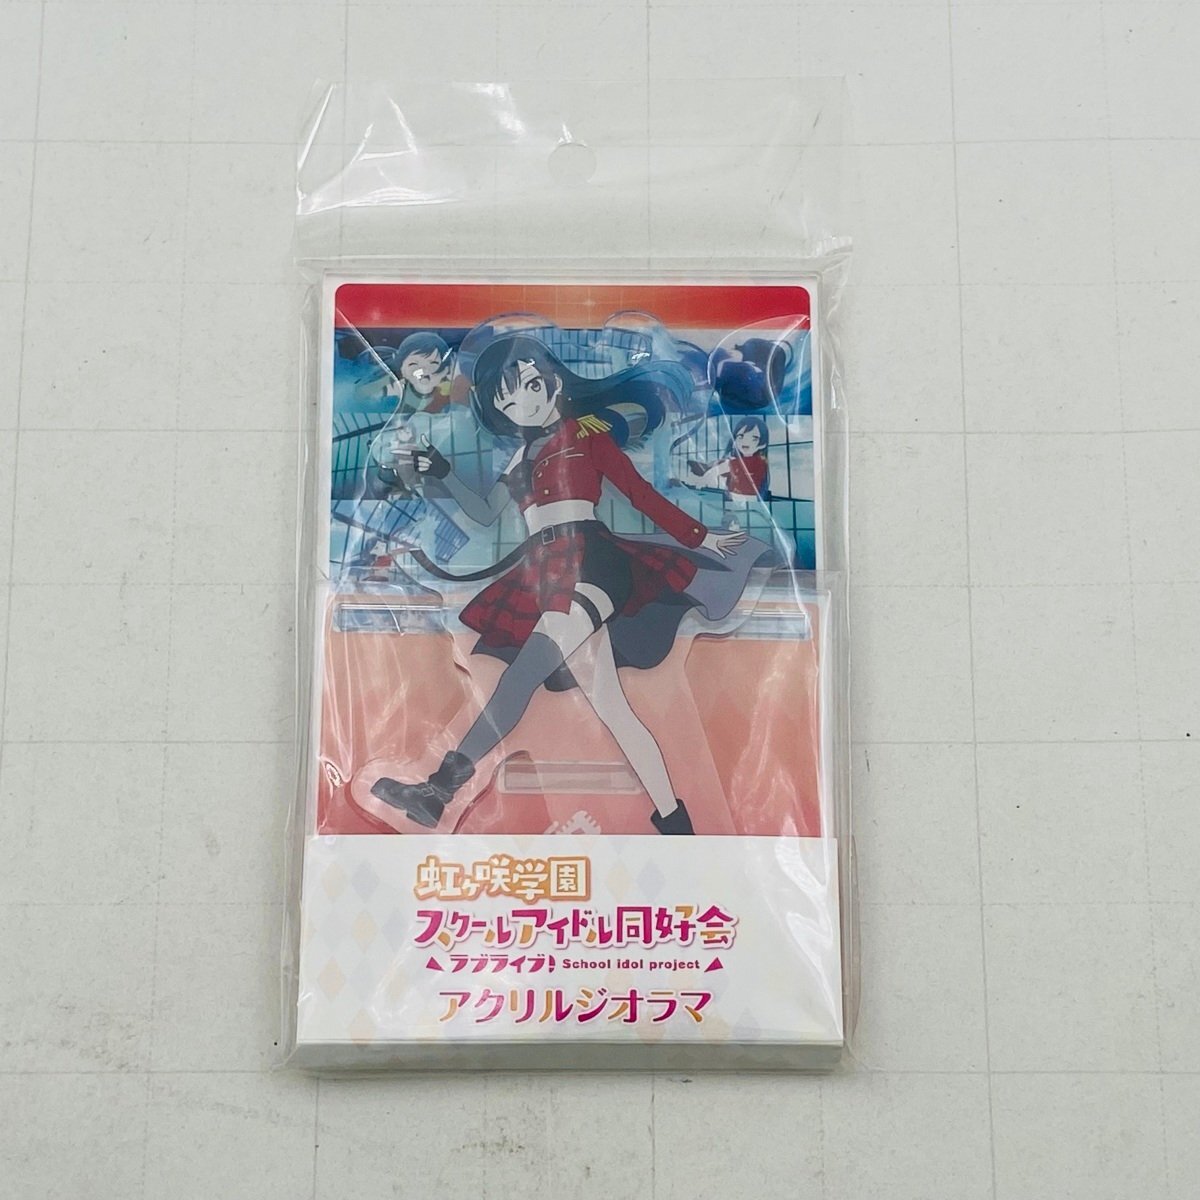 虹ヶ咲学園
スクールアイドル同好会
ラブライブ! School idol project
アクリルジオラマ